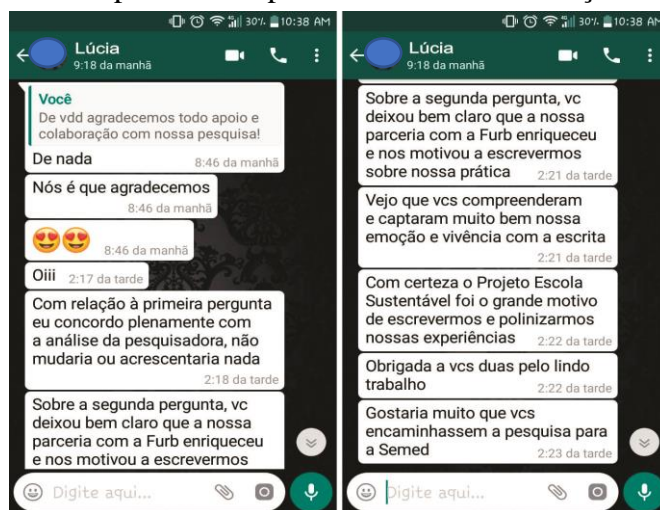 30% 10:38 AM
Lúcia
9:18 da manhã
Você
De vdd agradecemos todo apoio e
colaboração com nossa pesquisa!
De nada
8:46 da manhã
Nós é que agradecemos
8:46 da manhã
😍😍 8:46 da manhã
Oiii 2:17 da tarde
Com relação à primeira pergunta
eu concordo plenamente com
a análise da pesquisadora, não
mudaria ou acrescentaria nada
2:18 da tarde
Sobre a segunda pergunta, vc
deixou bem claro que a nossa
parceria com a Furb enriqueceu
e nos motivou a escrevermos
Digite aqui...
30% 10:38 AM
Lúcia
9:18 da manhã
Sobre a segunda pergunta, vc
deixou bem claro que a nossa
parceria com a Furb enriqueceu
e nos motivou a escrevermos
sobre nossa prática 2:21 da tarde
Vejo que vcs compreenderam
e captaram muito bem nossa
emoção e vivência com a escrita
2:21 da tarde
Com certeza o Projeto Escola
Sustentável foi o grande motivo
de escrevermos e polinizarmos
nossas experiências 2:22 da tarde
Obrigada a vcs duas pelo lindo
trabalho 2:22 da tarde
Gostaria muito que vcs
encaminhassem a pesquisa para
a Semed 2:23 da tarde
Digite aqui...